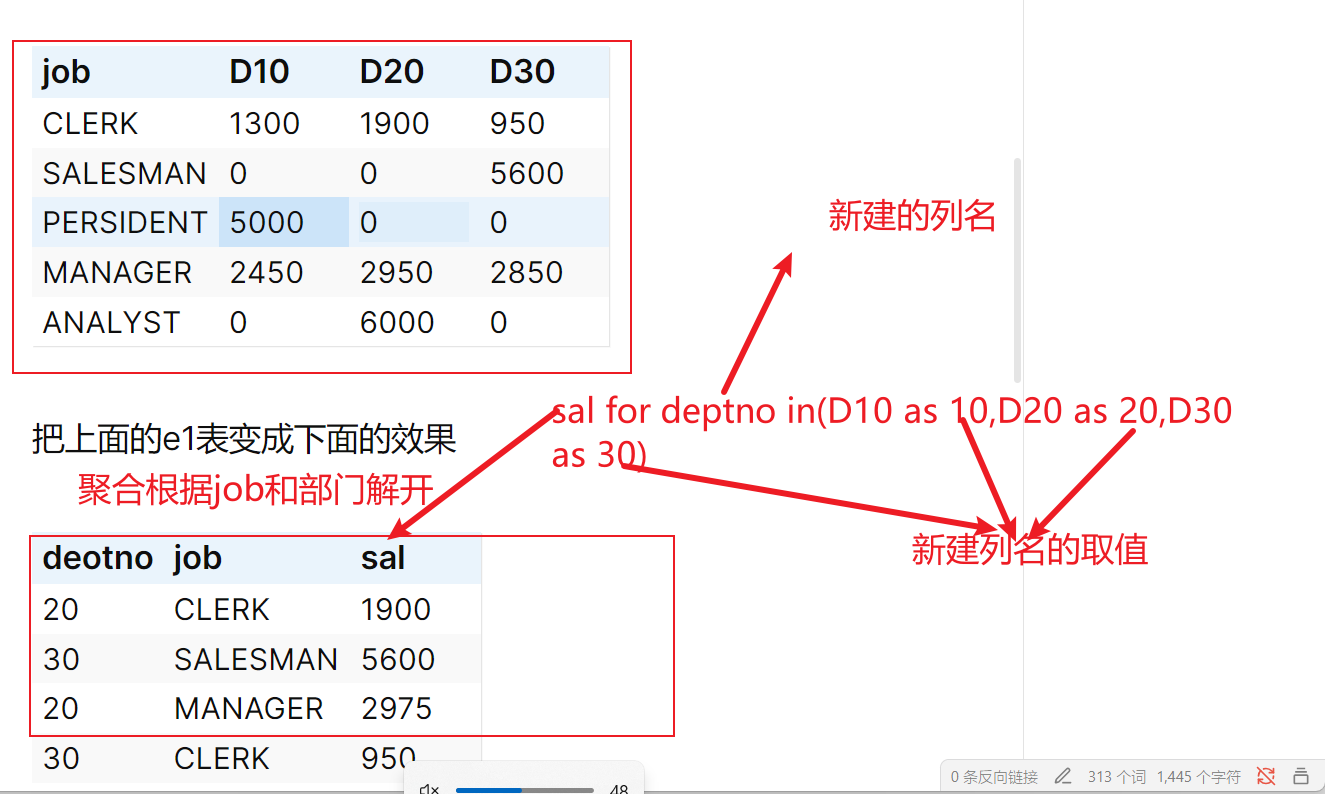 job D10 D20 D30
CLERK 1300 1900 950
SALESMAN 0 0 5600
PERSIDENT 5000 0 0
MANAGER 2450 2950 2850
ANALYST 0 6000 0
新建的列名
sal for deptno in(D10 as 10,D20 as 20,D30
as 30)
把上面的e1表变成下面的效果
聚合根据job和部门解开
新建列名的取值
deotno job sal
20 CLERK 1900
30 SALESMAN 5600
20 MANAGER 2975
30 CLERK 950
48
0 条反向链接 313 个词 1,445 个字符